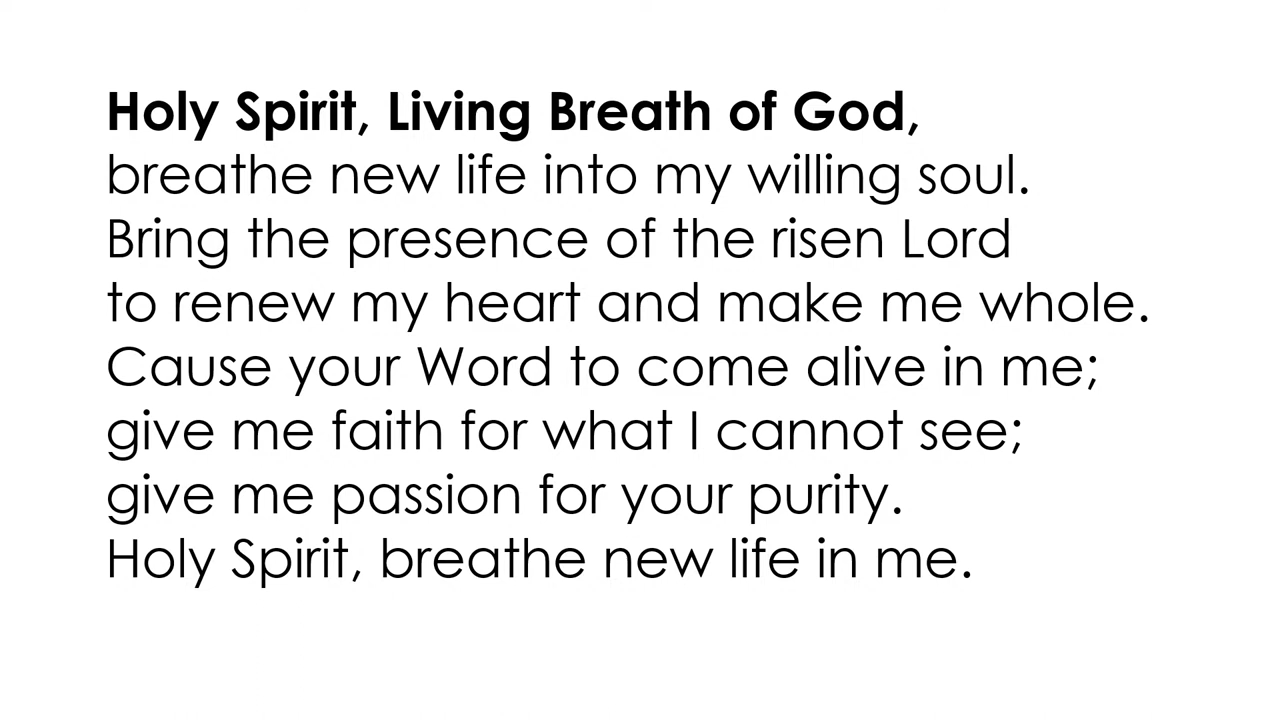 Holy Spirit, Living Breath of God,
breathe new life into my willing soul.
Bring the presence of the risen Lord
to renew my heart and make me whole.
Cause your Word to come alive in me;
give me faith for what I cannot see;
give me passion for your purity.
Holy Spirit, breathe new life in me.